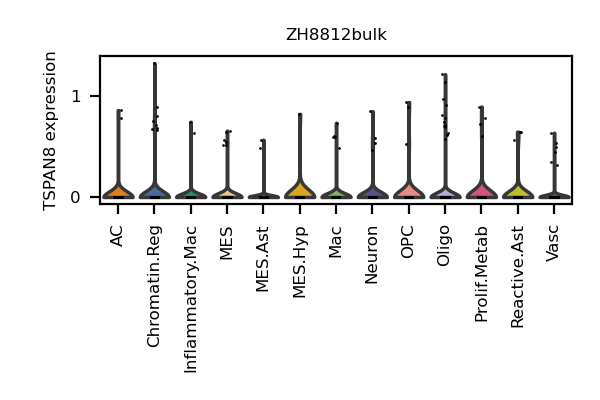 ZH8812bulk
TSPAN8 expression
1
0
AC
Chromatin.Reg
Inflammatory.Mac
MES
MES.Ast
MES.Hyp
Mac
Neuron
OPC
Oligo
Prolif.Metab
Reactive.Ast
Vasc